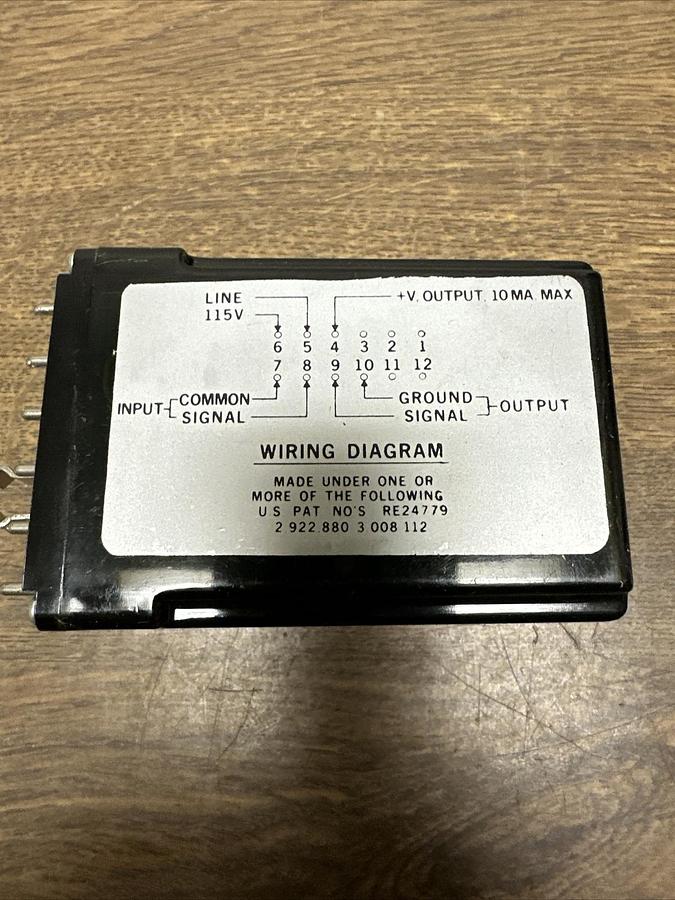 LINE
115V
+V. OUTPUT, 10 MA. MAX
6 5 4 3 2 1
7 8 9 10 11 12
INPUT COMMON SIGNAL
GROUND SIGNAL OUTPUT
WIRING DIAGRAM
MADE UNDER ONE OR
MORE OF THE FOLLOWING
U S PAT NO'S RE24779
2 922.880 3 008 112